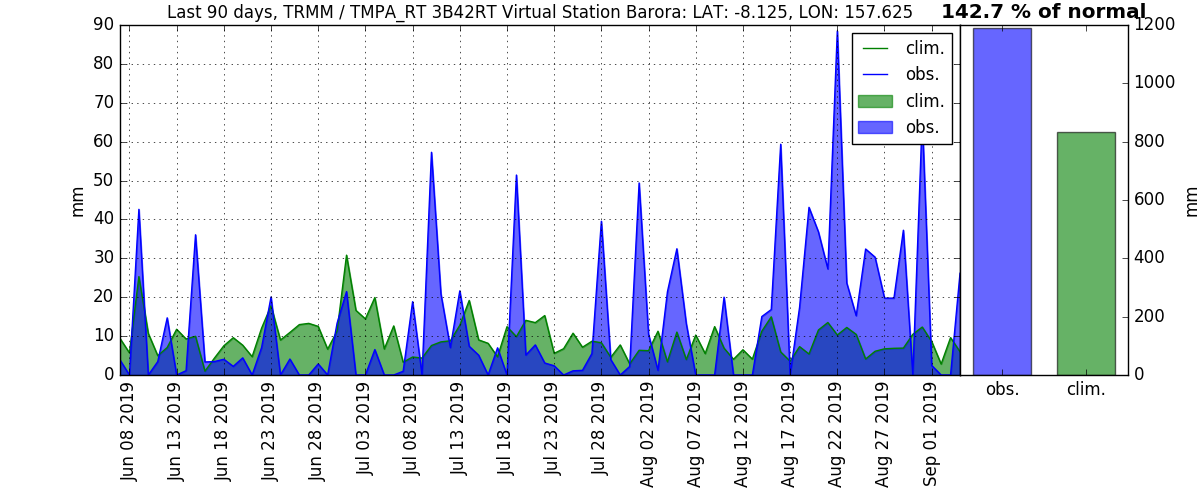 Last 90 days, TRMM / TMPA_RT 3B42RT Virtual Station Barora: LAT: -8.125, LON: 157.625
142.7 % of normal
90
80
70
60
50
40
30
20
10
0
mm
clim.
obs.
clim.
obs.
1200
1000
800
600
400
200
0
mm
obs.
clim.
Jun 08 2019
Jun 13 2019
Jun 18 2019
Jun 23 2019
Jun 28 2019
Jul 03 2019
Jul 08 2019
Jul 13 2019
Jul 18 2019
Jul 23 2019
Jul 28 2019
Aug 02 2019
Aug 07 2019
Aug 12 2019
Aug 17 2019
Aug 22 2019
Aug 27 2019
Sep 01 2019